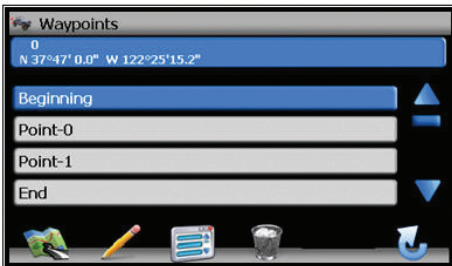 Waypoints
0
N 37°47' 0.0" W 122°25'15.2"
Beginning
Point-0
Point-1
End